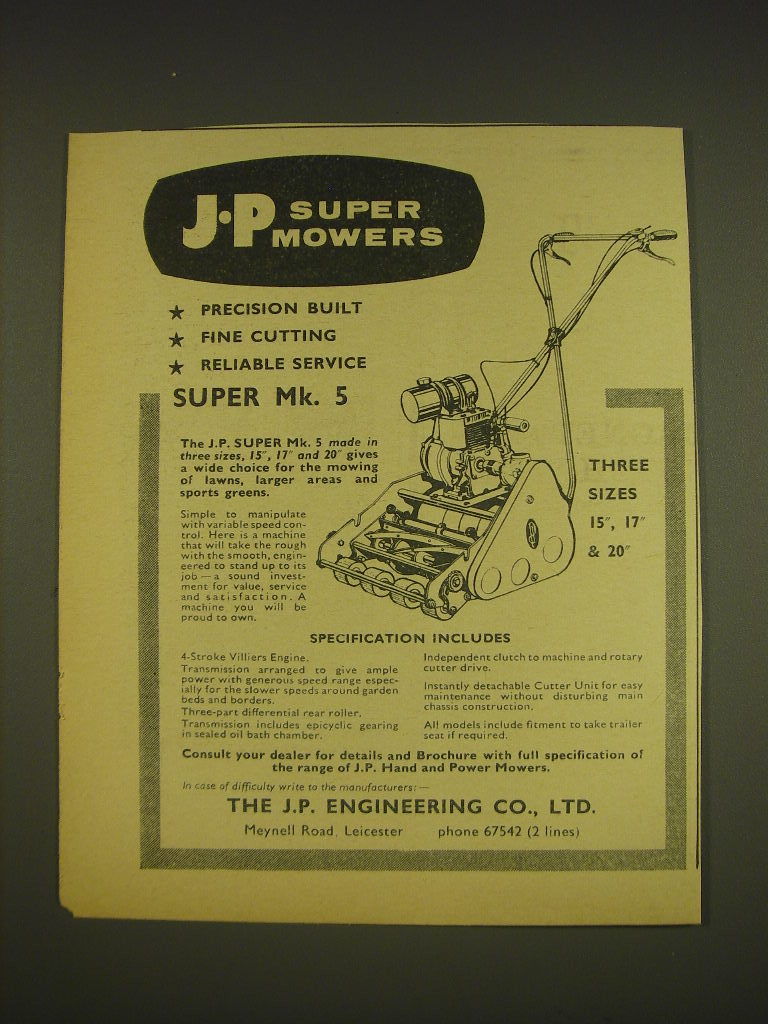 J·P SUPER
MOWERS
★ PRECISION BUILT
★ FINE CUTTING
★ RELIABLE SERVICE
SUPER Mk. 5
The J.P. SUPER Mk. 5 made in
three sizes, 15", 17" and 20" gives
a wide choice for the mowing
of lawns, larger areas and
sports greens.
Simple to manipulate
with variable speed con-
trol. Here is a machine
that will take the rough
with the smooth, engin-
eered to stand up to its
job — a sound invest-
ment for value, service
and satisfaction. A
machine you will be
proud to own.
THREE
SIZES
15", 17"
& 20"
SPECIFICATION INCLUDES
4-Stroke Villiers Engine.
Transmission arranged to give ample
power with generous speed range espec-
ially for the slower speeds around garden
beds and borders.
Three-part differential rear roller.
Transmission includes epicyclic gearing
in sealed oil bath chamber.
Independent clutch to machine and rotary
cutter drive.
Instantly detachable Cutter Unit for easy
maintenance without disturbing main
chassis construction.
All models include fitment to take trailer
seat if required.
Consult your dealer for details and Brochure with full specification of
the range of J.P. Hand and Power Mowers.
In case of difficulty write to the manufacturers:—
THE J.P. ENGINEERING CO., LTD.
Meynell Road, Leicester phone 67542 (2 lines)